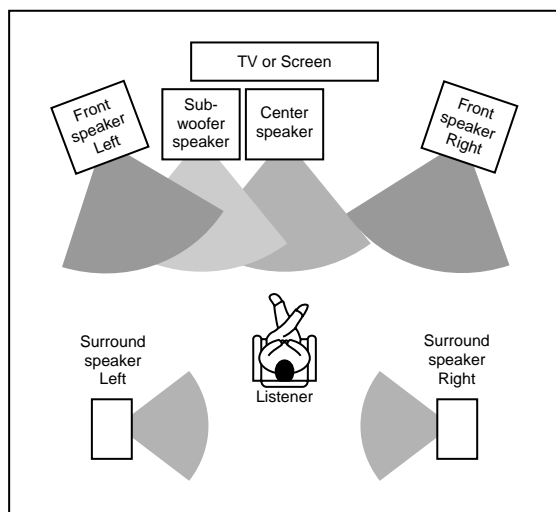 TV or Screen
Front
speaker
Left
Sub-
woofer
speaker
Center
speaker
Front
speaker
Right
Surround
speaker
Left
Listener
Surround
speaker
Right